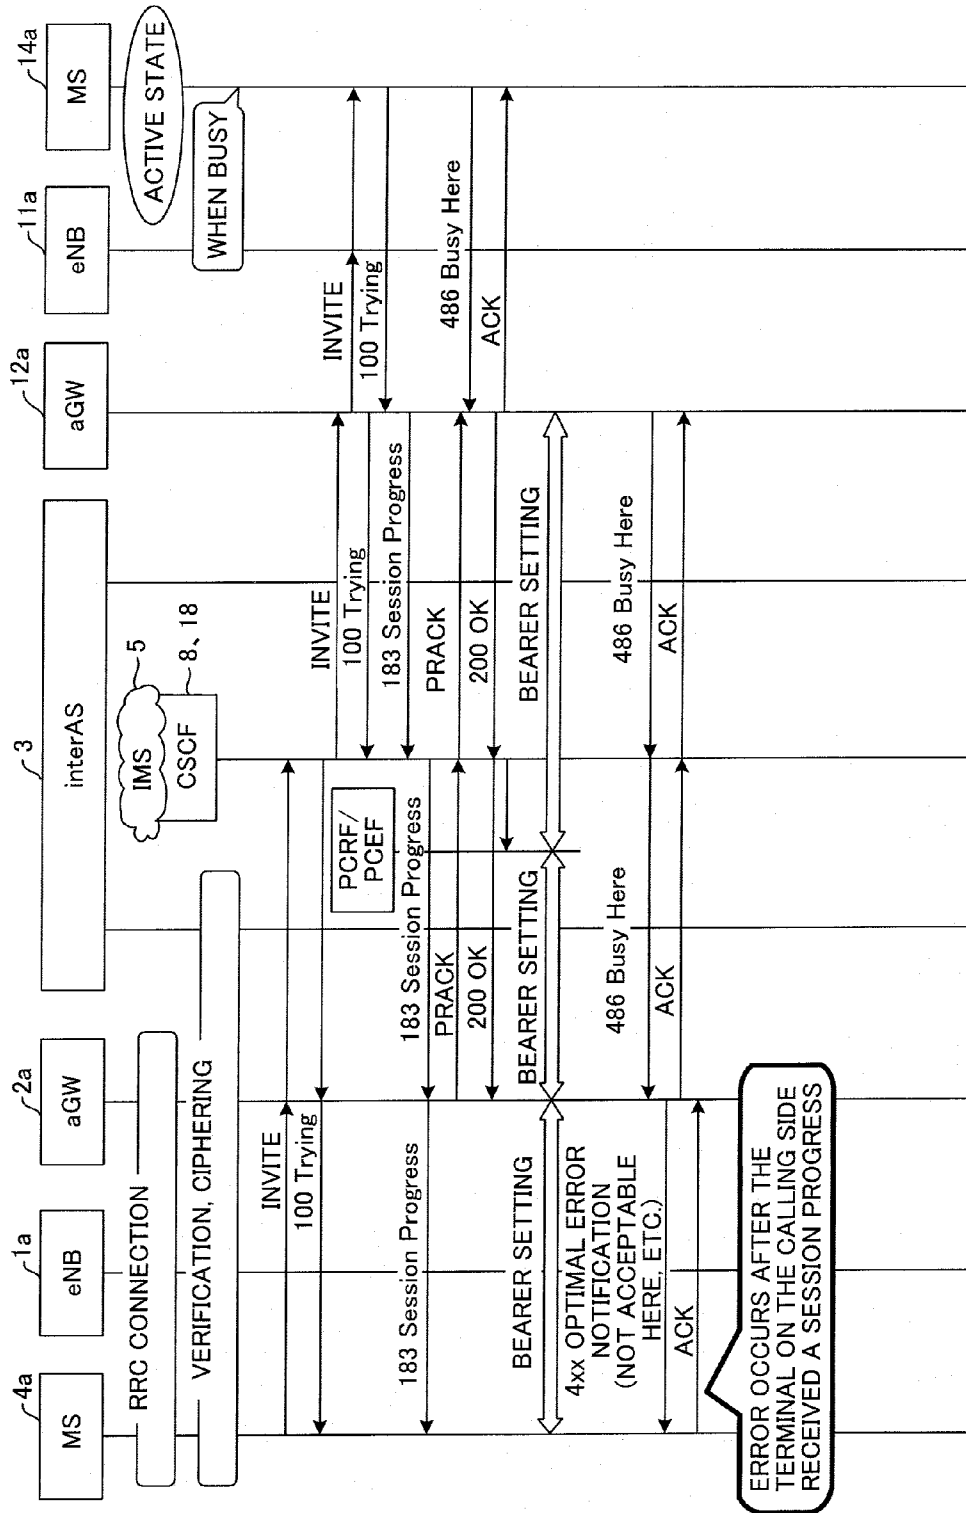 4a
MS
1a
eNB
2a
aGW
3
interAS
12a
aGW
11a
eNB
14a
MS
IMS
5
CSCF
8、18
ACTIVE STATE
RRC CONNECTION
VERIFICATION, CIPHERING
WHEN BUSY
INVITE
100 Trying
INVITE
100 Trying
INVITE
100 Trying
PCRF/
PCEF
183 Session Progress
183 Session Progress
183 Session Progress
PRACK
PRACK
200 OK
200 OK
486 Busy Here
ACK
BEARER SETTING
BEARER SETTING
BEARER SETTING
4xx OPTIMAL ERROR
NOTIFICATION
(NOT ACCEPTABLE
HERE, ETC.)
486 Busy Here
486 Busy Here
ACK
ACK
ACK
ERROR OCCURS AFTER THE
TERMINAL ON THE CALLING SIDE
RECEIVED A SESSION PROGRESS